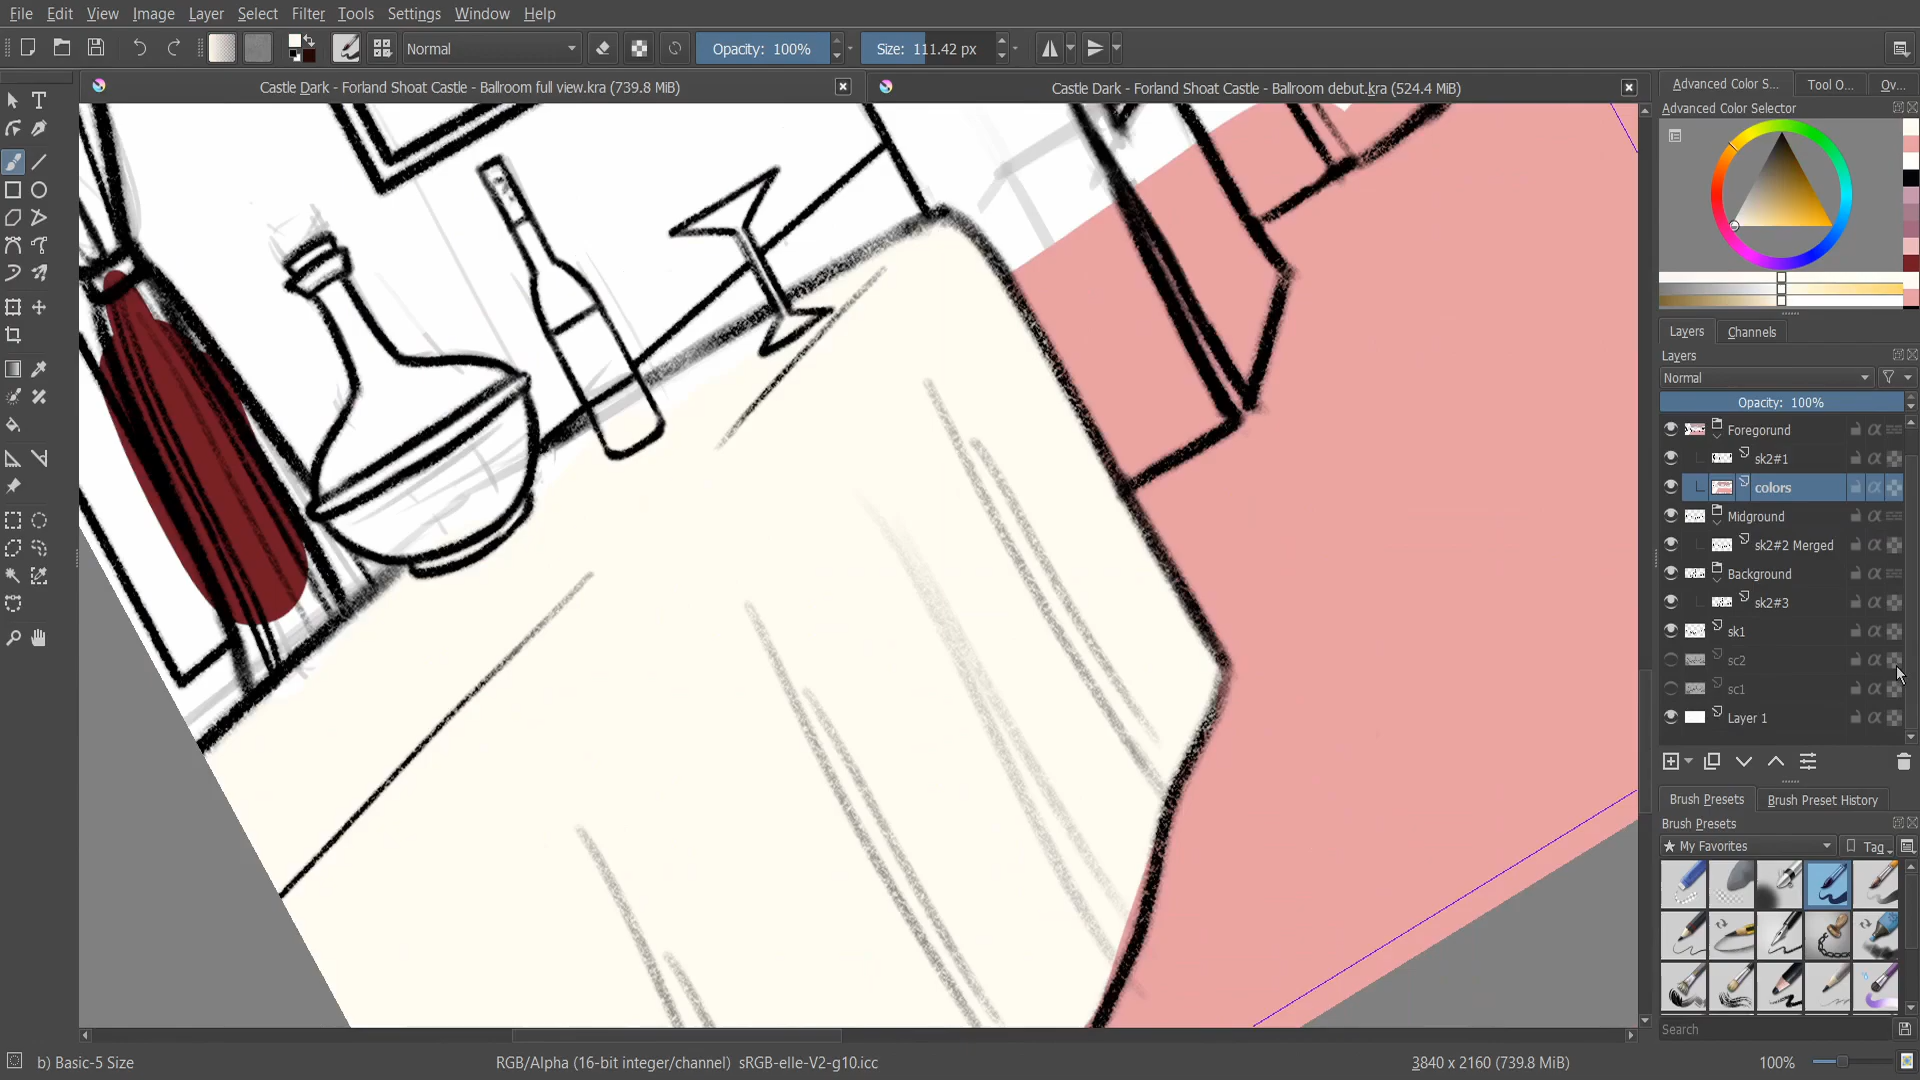 File Edit View Image Layer Select Filter Tools Settings Window Help
Normal Opacity: 100% Size: 111.42 px
Castle Dark - Forland Shoat Castle - Ballroom full view.kra (739.8 MiB) Castle Dark - Forland Shoat Castle - Ballroom debut.kra (524.4 MiB)
Advanced Color S... Tool O... Ov...
Advanced Color Selector
Layers Channels
Layers
Normal
Opacity: 100%
Foregorund
sk2#1
colors
Midground
sk2#2 Merged
Background
sk2#3
sk1
sc2
sc1
Layer 1
Brush Presets Brush Preset History
Brush Presets
★ My Favorites Tag
Search
b) Basic-5 Size RGB/Alpha (16-bit integer/channel) sRGB-elle-V2-g10.icc 3840 x 2160 (739.8 MiB) 100%